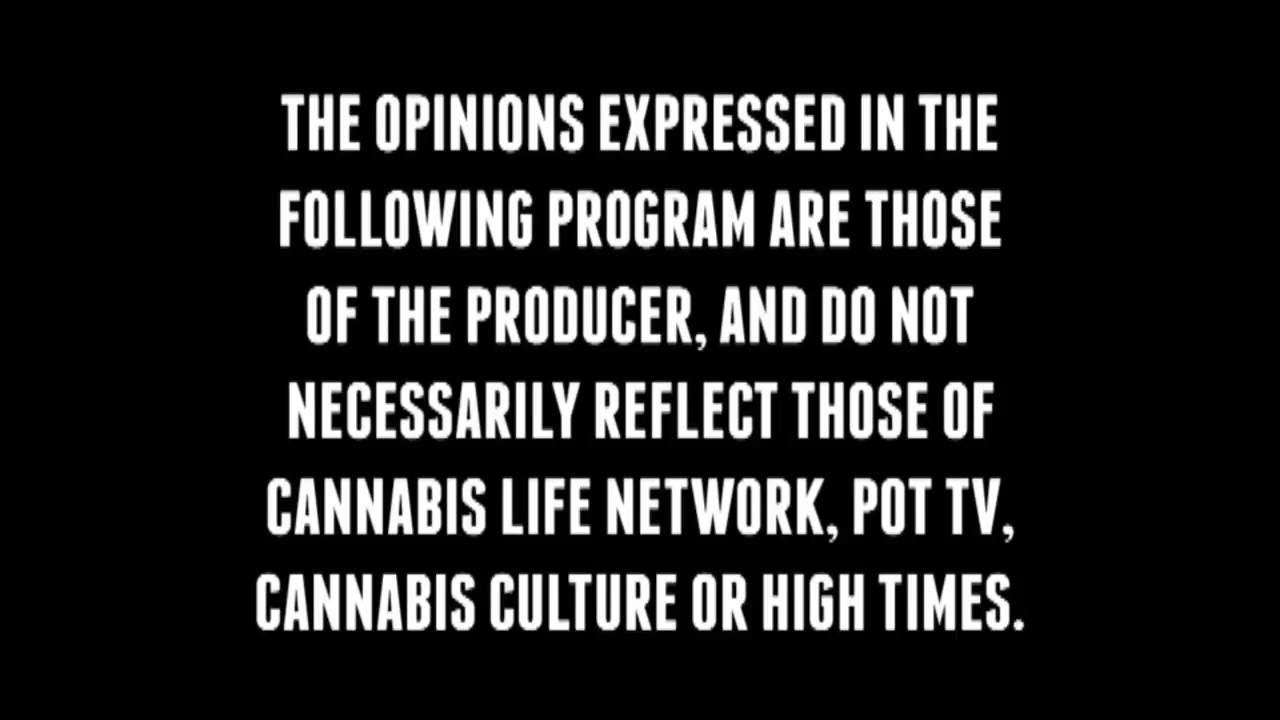 THE OPINIONS EXPRESSED IN THE
FOLLOWING PROGRAM ARE THOSE
OF THE PRODUCER, AND DO NOT
NECESSARILY REFLECT THOSE OF
CANNABIS LIFE NETWORK, POT TV,
CANNABIS CULTURE OR HIGH TIMES.